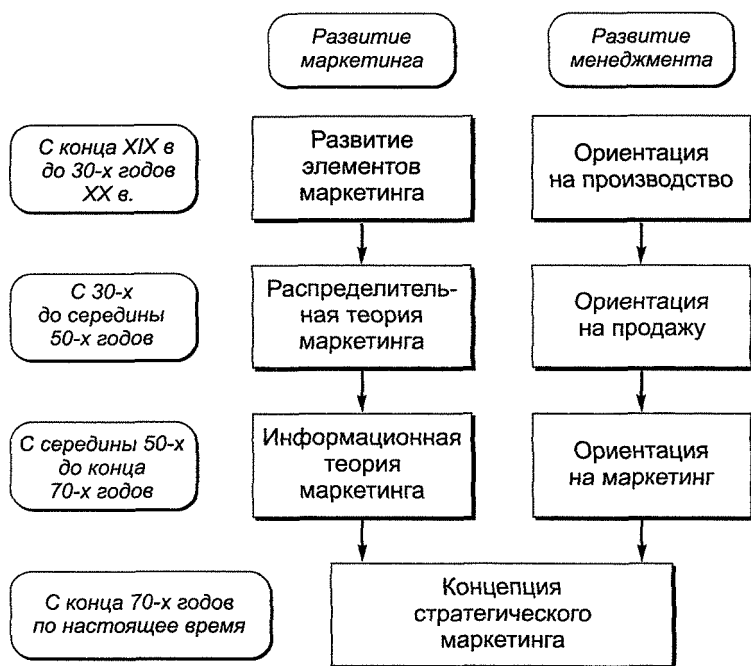 Развитие
маркетинга
Развитие
менеджмента
С конца XIX в
до 30-х годов
XX в.
Развитие
элементов
маркетинга
Ориентация
на производство
С 30-х
до середины
50-х годов
Распределитель-
ная теория
маркетинга
Ориентация
на продажу
С середины 50-х
до конца
70-х годов
Информационная
теория
маркетинга
Ориентация
на маркетинг
С конца 70-х годов
по настоящее время
Концепция
стратегического
маркетинга